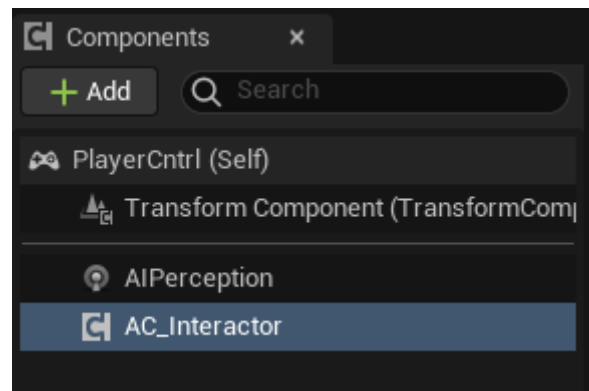 Components
Add
Search
PlayerCntrl (Self)
Transform Component (TransformComp
AIPerception
AC_Interactor